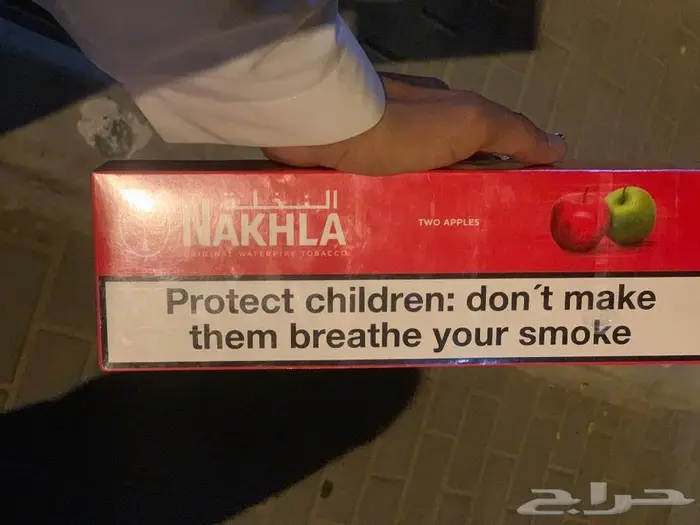 النخلة
NAKHLA
ORIGINAL WATERPIPE TOBACCO
TWO APPLES
Protect children: don´t make
them breathe your smoke
حراج